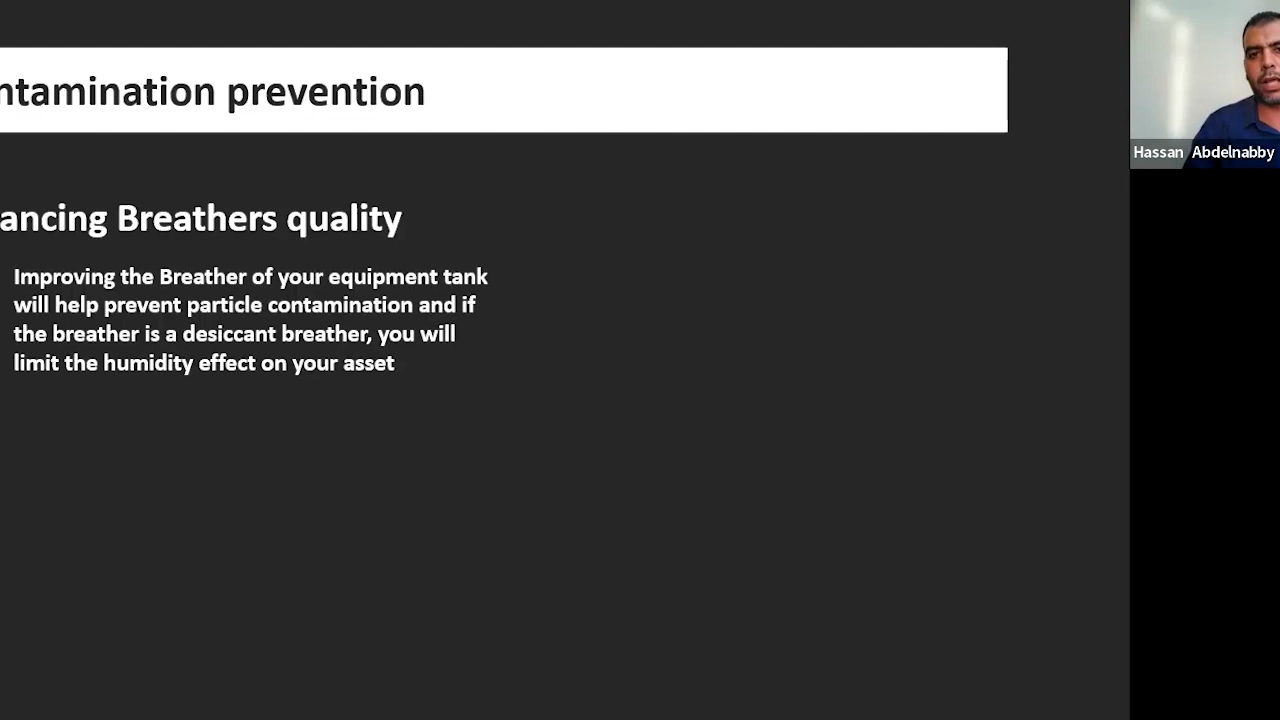 ntamination prevention
Hassan Abdelnabby
ancing Breathers quality
Improving the Breather of your equipment tank
will help prevent particle contamination and if
the breather is a desiccant breather, you will
limit the humidity effect on your asset